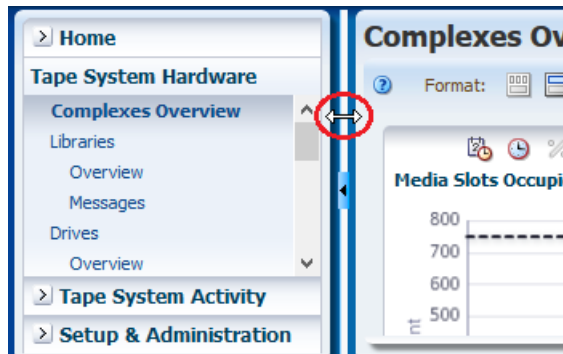 Home
Tape System Hardware
Complexes Overview
Libraries
Overview
Messages
Drives
Overview
Tape System Activity
Setup & Administration
Complexes Ov
Format:
%
Media Slots Occupi
800
700
600
500
nt